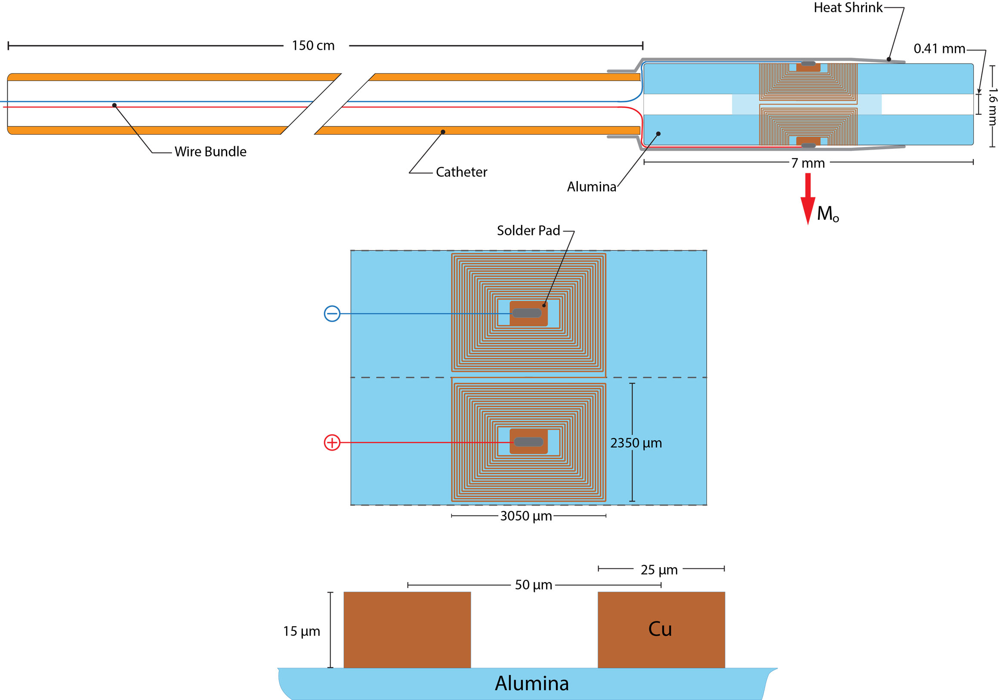 Heat Shrink
150 cm
0.41 mm
1.6 mm
Wire Bundle
7 mm
Catheter
Alumina
Mo
Solder Pad
−
2350 µm
+
3050 µm
25 µm
50 µm
15 µm
Cu
Alumina